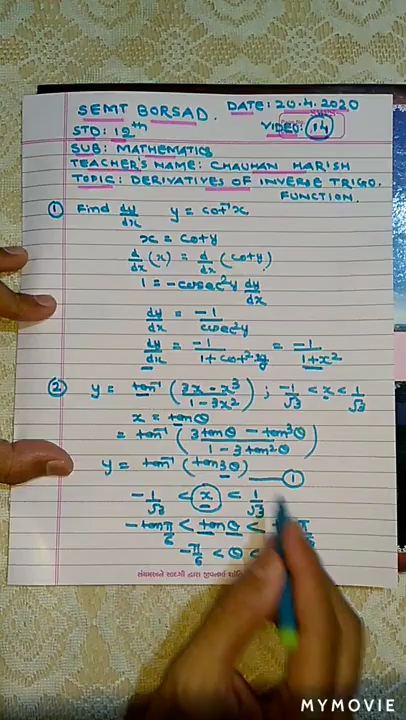 SEMT BORSAD. DATE: 20.4.2020
STD: 12th VIDEO: 14
SUB: MATHEMATICS
TEACHER'S NAME: CHAUHAN HARISH
TOPIC: DERIVATIVES OF INVERSE TRIGO. FUNCTION.
① Find dy/dx y = cot⁻¹x
x = coty
d/dx (x) = d/dx (coty)
1 = -cosec²y dy/dx
dy/dx = -1/cosec²y
dy/dx = -1/(1+cot²y) = -1/(1+x²)
② y = tan⁻¹ ((3x - x³)/(1 - 3x²)) ; -1/√3 < x < 1/√3
x = tanθ
= tan⁻¹ ((3tanθ - tan³θ)/(1 - 3tan²θ))
y = tan⁻¹ (tan3θ) —— ①
-1/√3 < x < 1/√3
-tanπ/6 < tanθ <
-π/6 < θ <
MYMOVIE